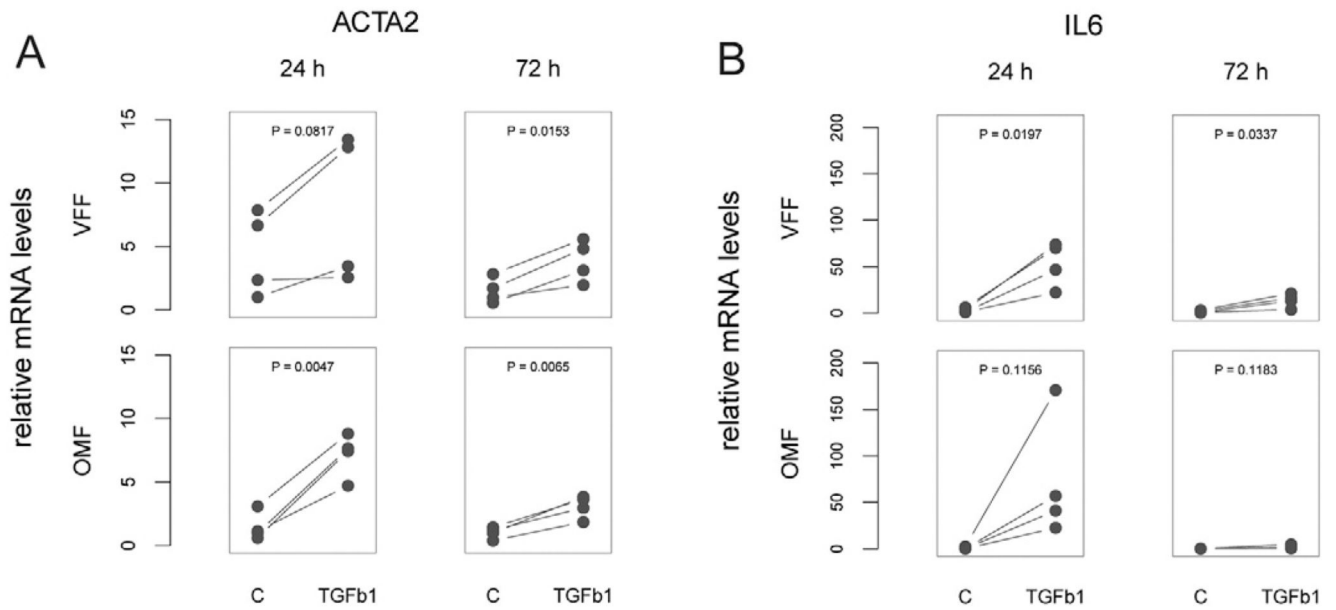 A
ACTA2
24 h
72 h
relative mRNA levels
VFF
15
10
5
0
P = 0.0817
P = 0.0153
OMF
15
10
5
0
P = 0.0047
P = 0.0065
C
TGFb1
C
TGFb1
B
IL6
24 h
72 h
relative mRNA levels
VFF
200
150
100
50
0
P = 0.0197
P = 0.0337
OMF
200
150
100
50
0
P = 0.1156
P = 0.1183
C
TGFb1
C
TGFb1